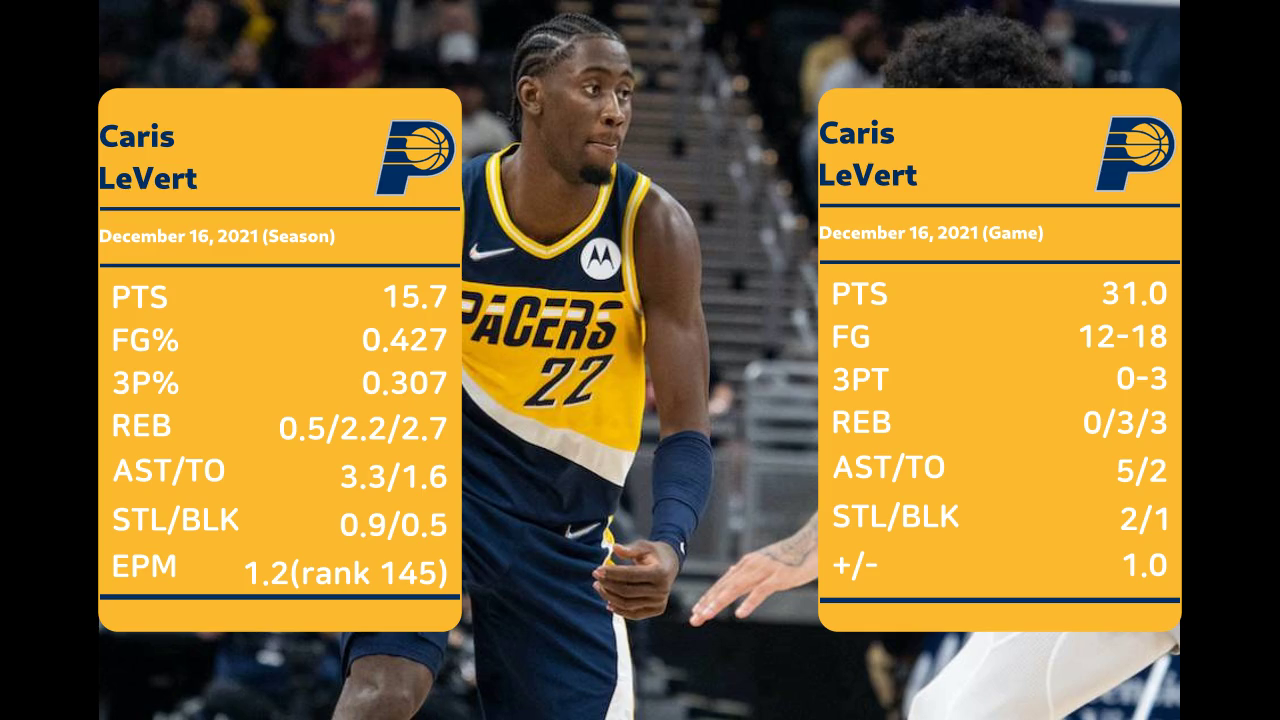 Caris
LeVert
December 16, 2021 (Season)
PTS 15.7
FG% 0.427
3P% 0.307
REB 0.5/2.2/2.7
AST/TO 3.3/1.6
STL/BLK 0.9/0.5
EPM 1.2(rank 145)
PACERS
22
Caris
LeVert
December 16, 2021 (Game)
PTS 31.0
FG 12-18
3PT 0-3
REB 0/3/3
AST/TO 5/2
STL/BLK 2/1
+/- 1.0